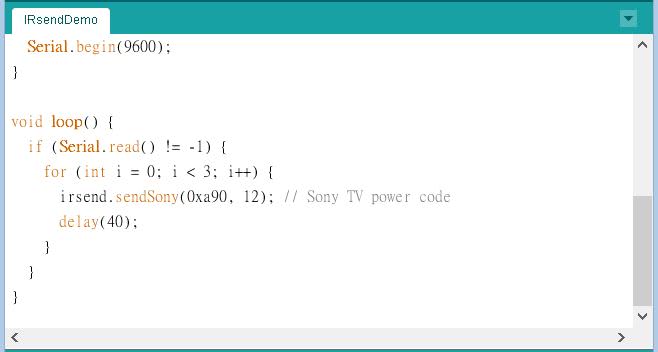 IRsendDemo
  Serial.begin(9600);
}

void loop() {
  if (Serial.read() != -1) {
    for (int i = 0; i < 3; i++) {
      irsend.sendSony(0xa90, 12); // Sony TV power code
      delay(40);
    }
  }
}